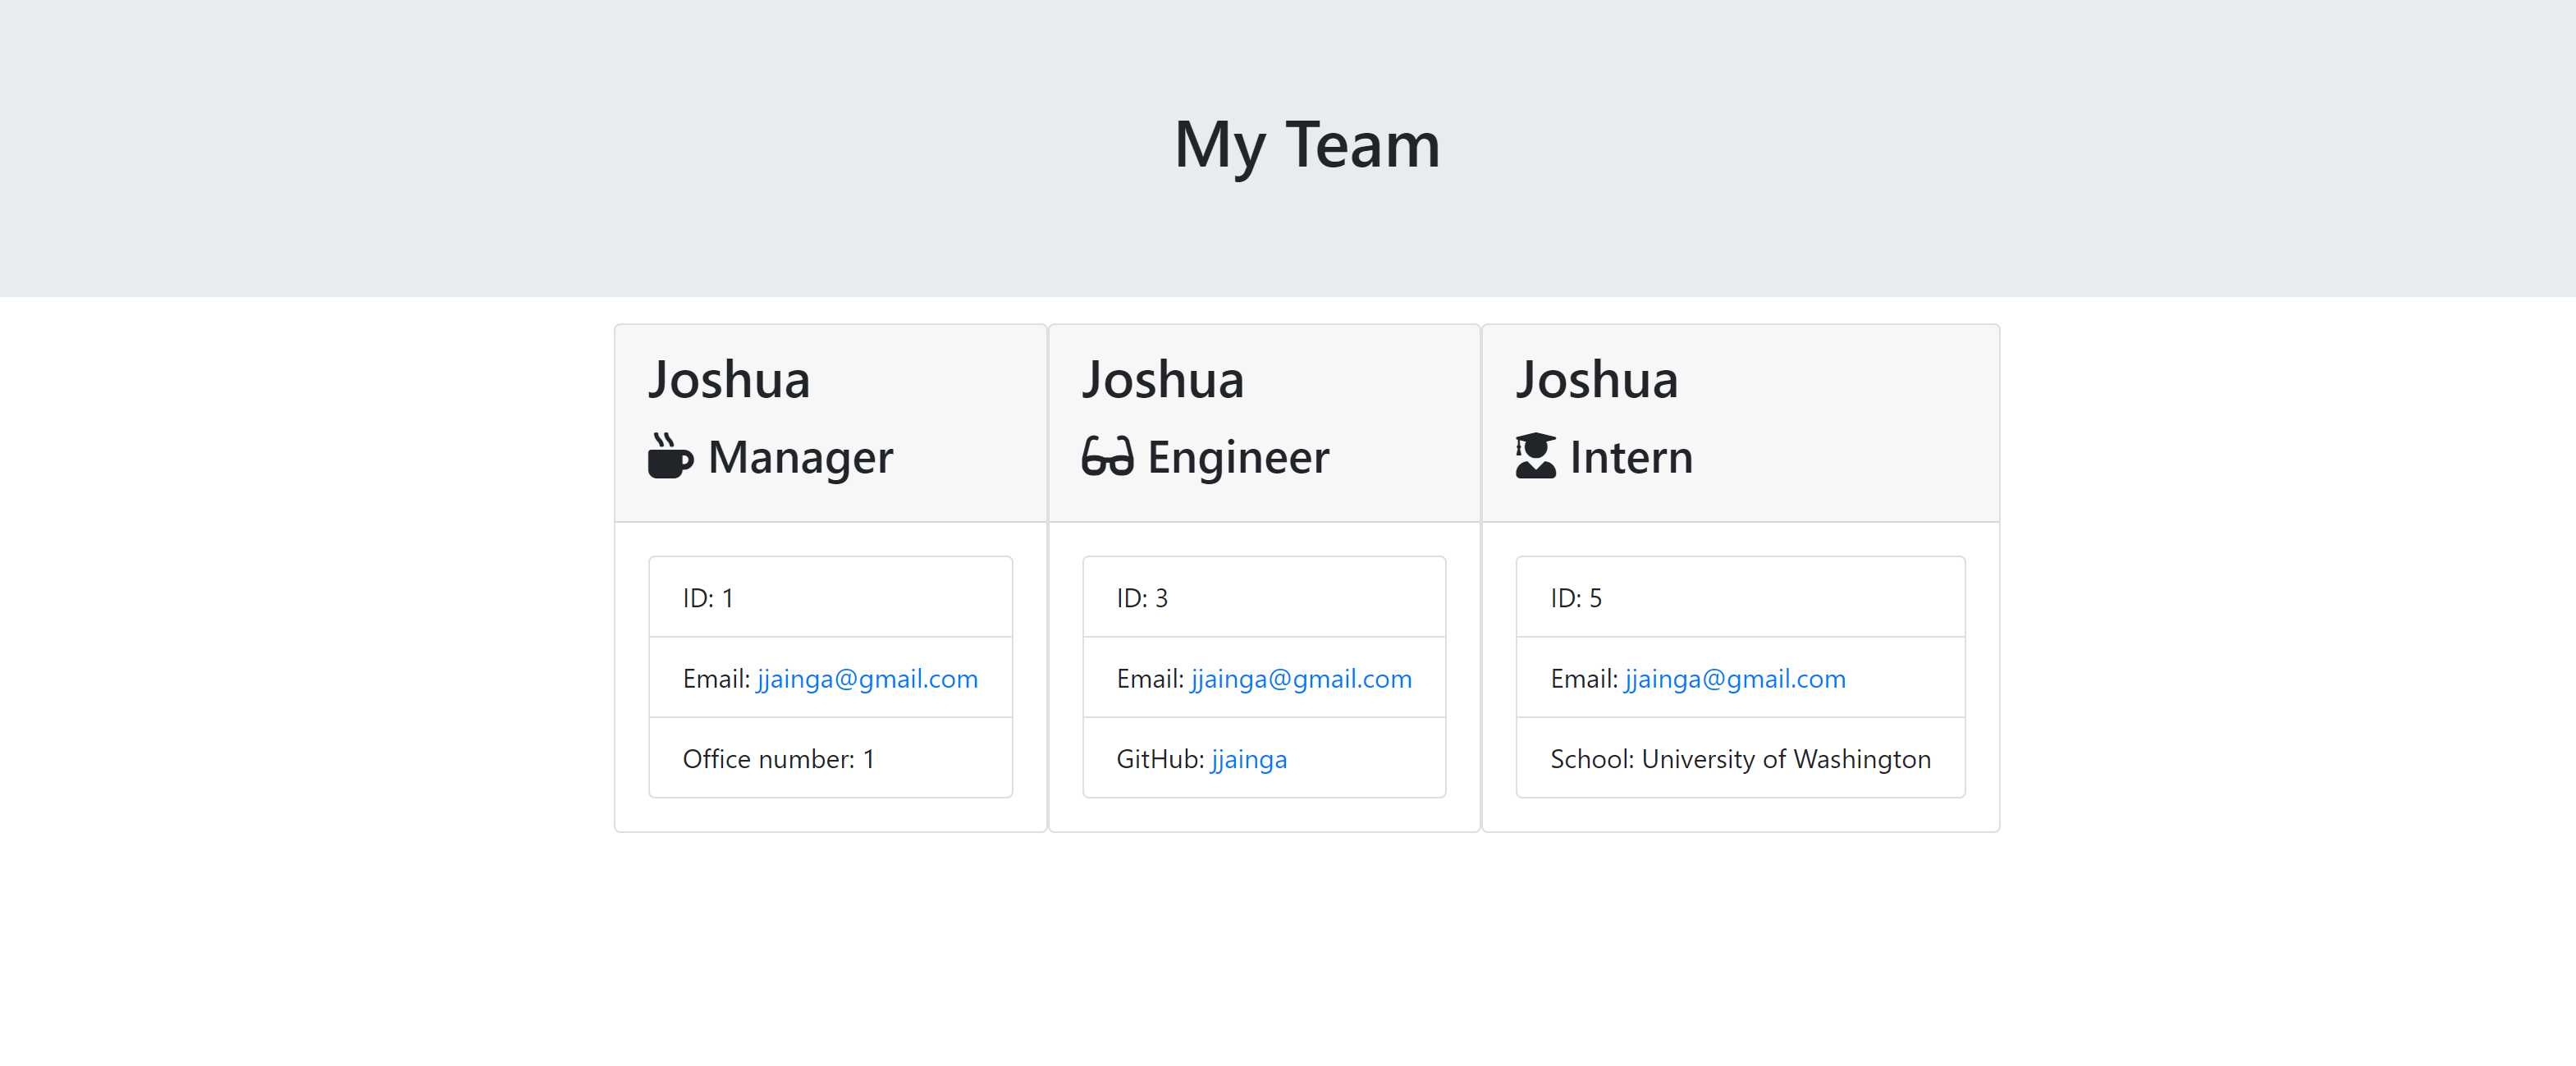 My Team
Joshua
Manager
ID: 1
Email: jjainga@gmail.com
Office number: 1
Joshua
Engineer
ID: 3
Email: jjainga@gmail.com
GitHub: jjainga
Joshua
Intern
ID: 5
Email: jjainga@gmail.com
School: University of Washington